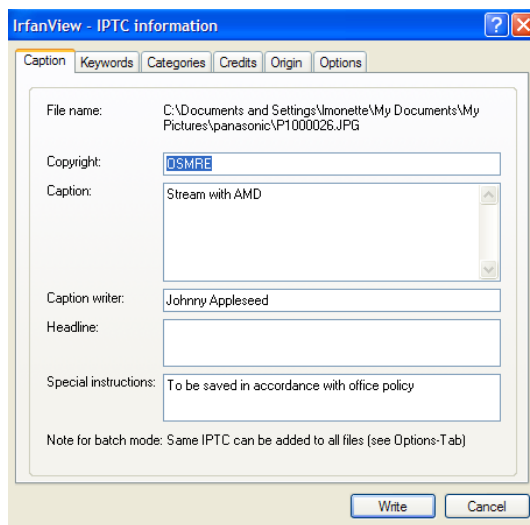 IrfanView - IPTC information
Caption Keywords Categories Credits Origin Options
File name: C:\Documents and Settings\lmonette\My Documents\My
Pictures\panasonic\P1000026.JPG
Copyright: OSMRE
Caption: Stream with AMD
Caption writer: Johnny Appleseed
Headline:
Special instructions: To be saved in accordance with office policy
Note for batch mode: Same IPTC can be added to all files (see Options-Tab)
Write Cancel